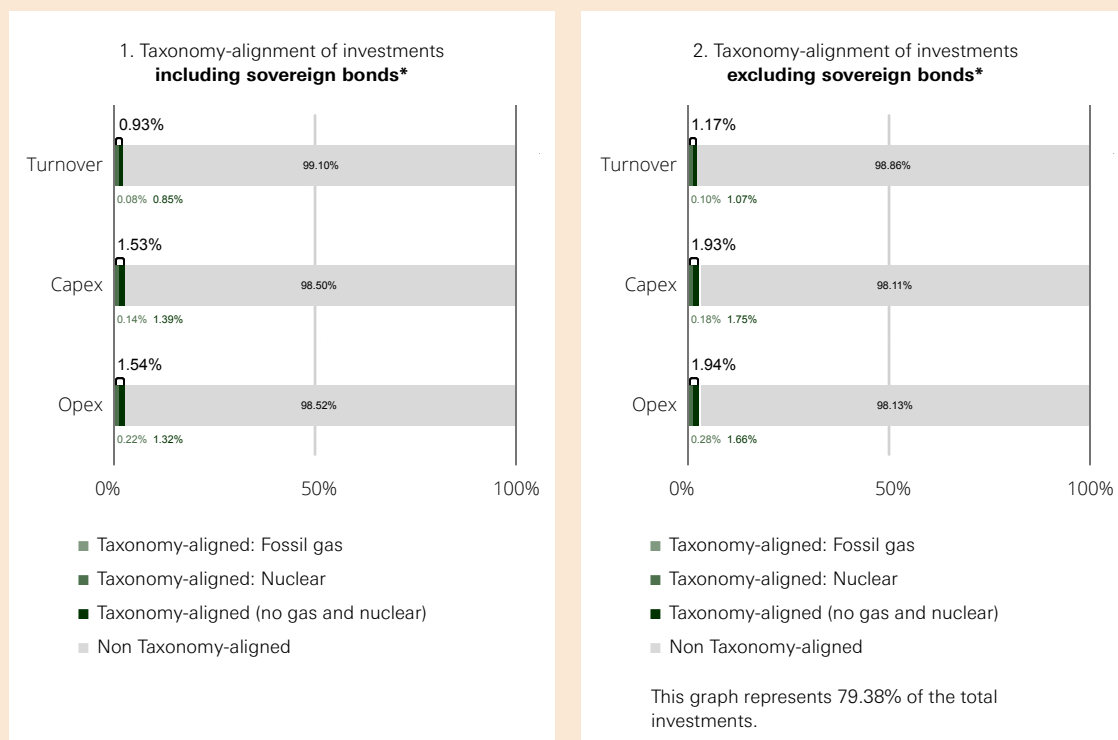 1. Taxonomy-alignment of investments
including sovereign bonds*
0.93%
Turnover
99.10%
0.08% 0.85%
1.53%
Capex
98.50%
0.14% 1.39%
1.54%
Opex
98.52%
0.22% 1.32%
0% 50% 100%
Taxonomy-aligned: Fossil gas
Taxonomy-aligned: Nuclear
Taxonomy-aligned (no gas and nuclear)
Non Taxonomy-aligned
2. Taxonomy-alignment of investments
excluding sovereign bonds*
1.17%
Turnover
98.86%
0.10% 1.07%
1.93%
Capex
98.11%
0.18% 1.75%
1.94%
Opex
98.13%
0.28% 1.66%
0% 50% 100%
Taxonomy-aligned: Fossil gas
Taxonomy-aligned: Nuclear
Taxonomy-aligned (no gas and nuclear)
Non Taxonomy-aligned
This graph represents 79.38% of the total
investments.